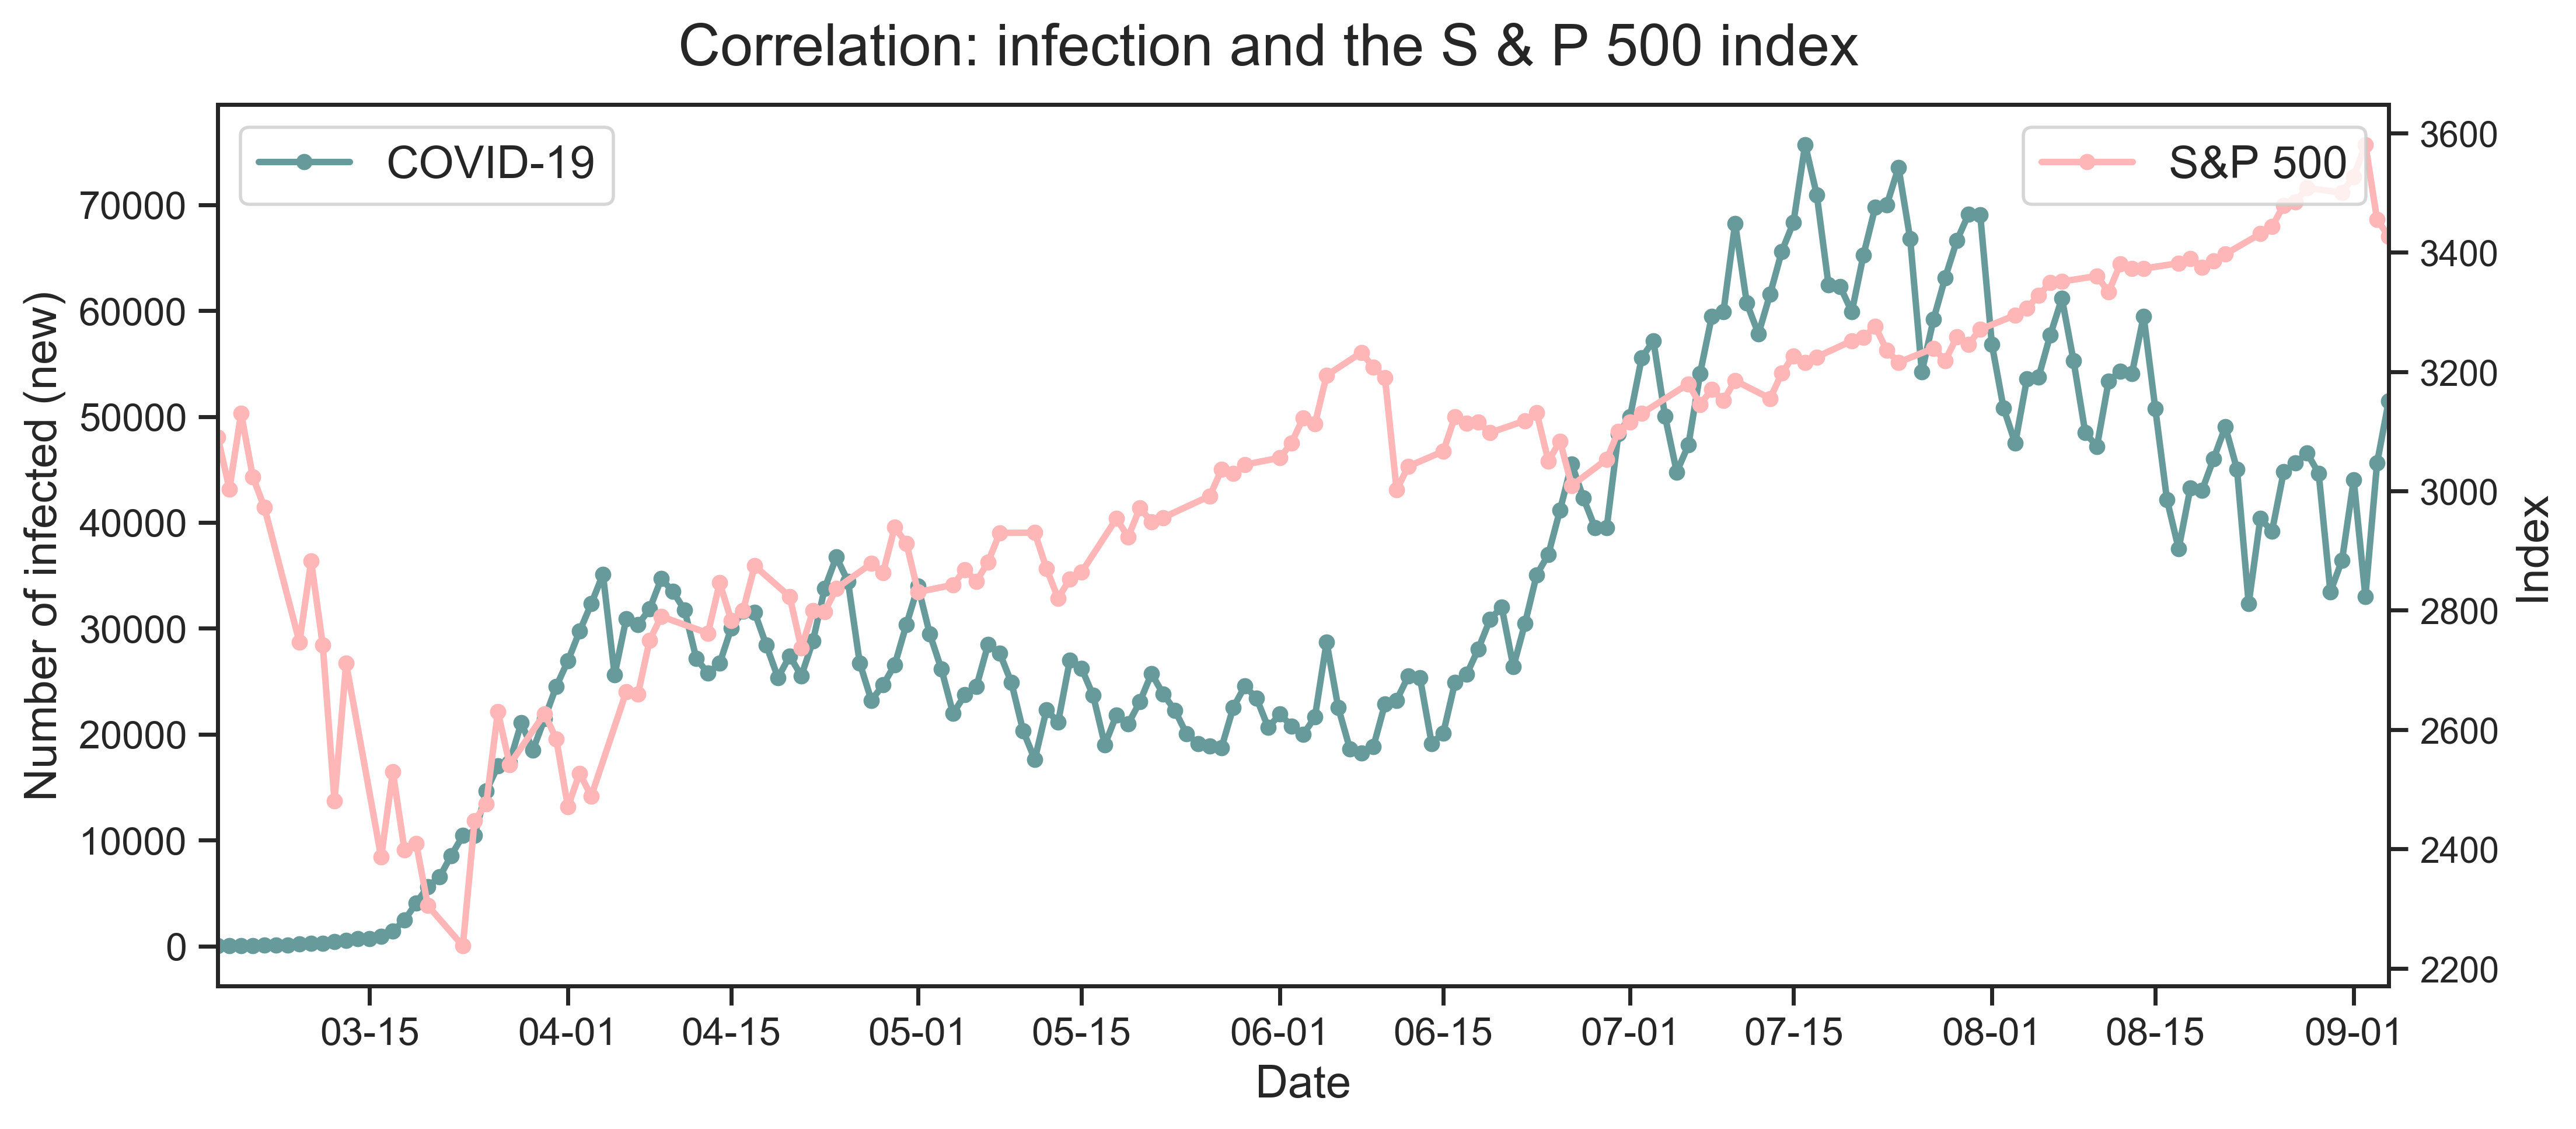 Correlation: infection and the S & P 500 index
COVID-19
S&P 500
Number of infected (new)
70000
60000
50000
40000
30000
20000
10000
0
3600
3400
3200
3000
2800
2600
2400
2200
Index
03-15 04-01 04-15 05-01 05-15 06-01 06-15 07-01 07-15 08-01 08-15 09-01
Date